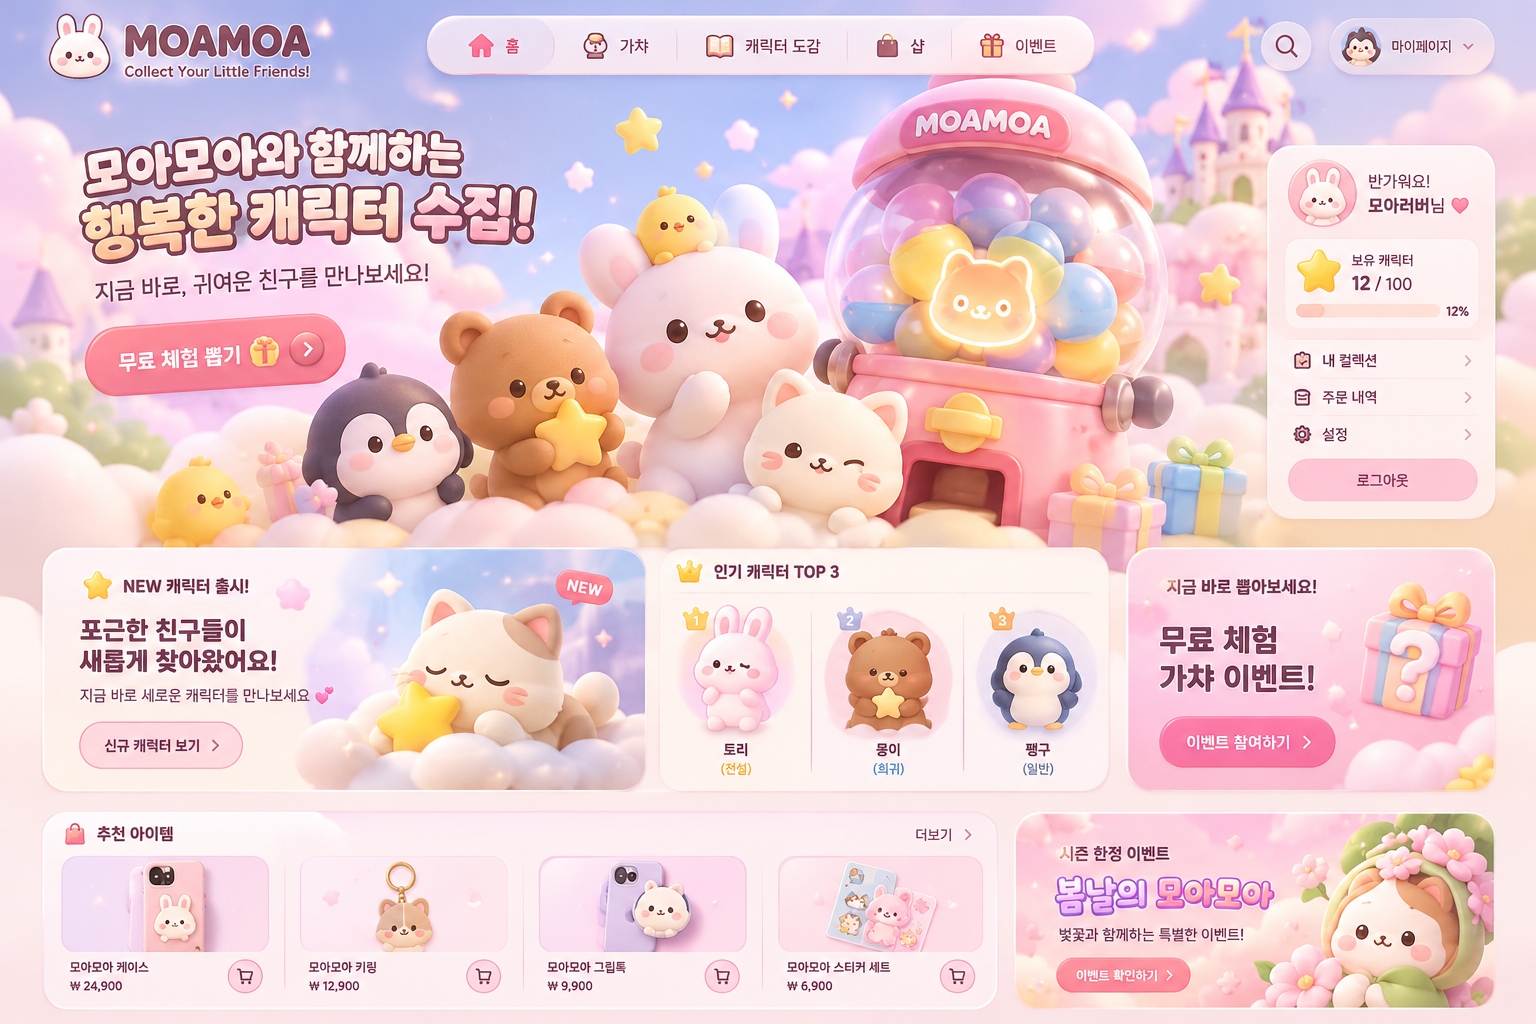 MOAMOA
Collect Your Little Friends!
홈
가챠
캐릭터 도감
샵
이벤트
마이페이지
모아모아와 함께하는
행복한 캐릭터 수집!
지금 바로, 귀여운 친구를 만나보세요!
무료 체험 뽑기
MOAMOA
반가워요!
모아러버님
보유 캐릭터
12 / 100
12%
내 컬렉션
주문 내역
설정
로그아웃
NEW 캐릭터 출시!
포근한 친구들이
새롭게 찾아왔어요!
지금 바로 새로운 캐릭터를 만나보세요
신규 캐릭터 보기
NEW
인기 캐릭터 TOP 3
1
토리
(전설)
2
몽이
(희귀)
3
팽구
(일반)
지금 바로 뽑아보세요!
무료 체험
가챠 이벤트!
이벤트 참여하기
?
추천 아이템
더보기
모아모아 케이스
₩ 24,900
모아모아 키링
₩ 12,900
모아모아 그립톡
₩ 9,900
모아모아 스티커 세트
₩ 6,900
시즌 한정 이벤트
봄날의 모아모아
벚꽃과 함께하는 특별한 이벤트!
이벤트 확인하기